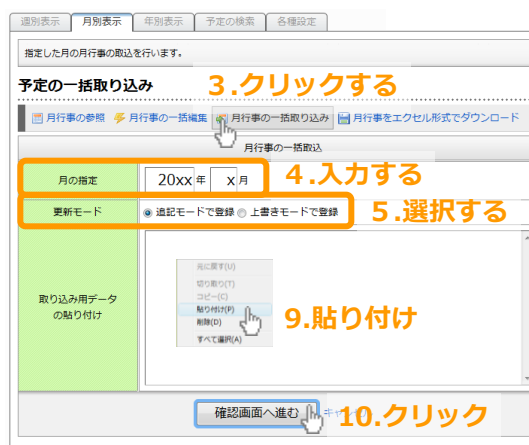 週別表示 月別表示 年別表示 予定の検索 各種設定
指定した月の月行事の取込を行います。
予定の一括取り込み
3.クリックする
月行事の参照 月行事の一括編集 月行事の一括取り込み 月行事をエクセル形式でダウンロード
月行事の一括取込
月の指定 20xx 年 x 月
4.入力する
更新モード 追記モードで登録 上書きモードで登録
5.選択する
元に戻す(U)
切り取り(T)
コピー(C)
貼り付け(P)
削除(D)
すべて選択(A)
取り込み用データ
の貼り付け
9.貼り付け
確認画面へ進む キャンセル
10.クリック